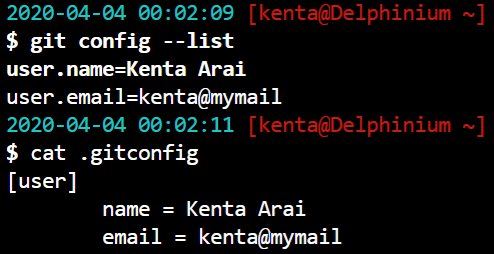 2020-04-04 00:02:09 [kenta@Delphinium ~]
$ git config --list
user.name=Kenta Arai
user.email=kenta@mymail
2020-04-04 00:02:11 [kenta@Delphinium ~]
$ cat .gitconfig
[user]
        name = Kenta Arai
        email = kenta@mymail